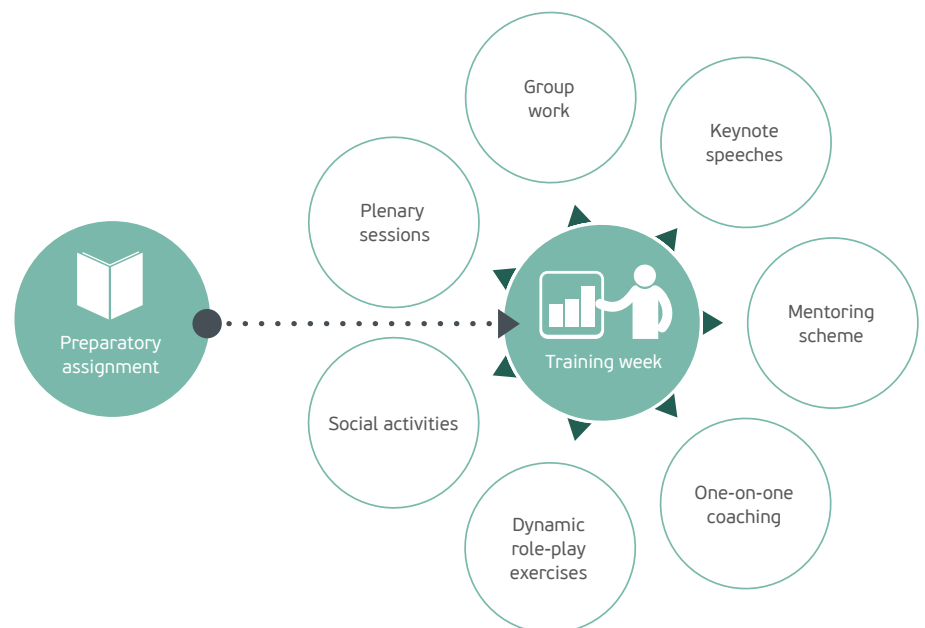 Group
work
Keynote
speeches
Plenary
sessions
Mentoring
scheme
Preparatory
assignment
Training week
Social activities
One-on-one
coaching
Dynamic
role-play
exercises